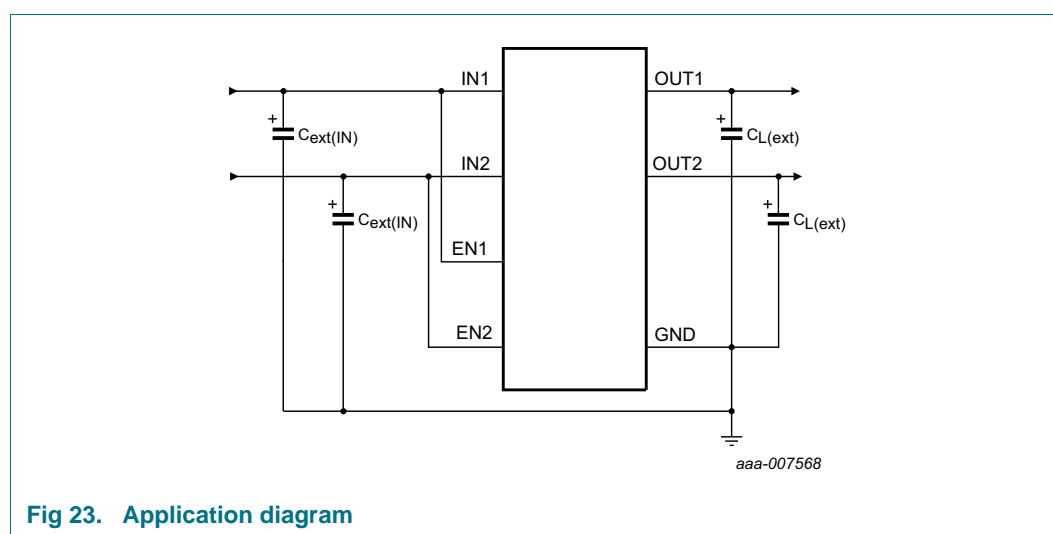 IN1
OUT1
+
Cext(IN)
+
CL(ext)
IN2
OUT2
+
Cext(IN)
+
CL(ext)
EN1
EN2
GND
aaa-007568
Fig 23. Application diagram